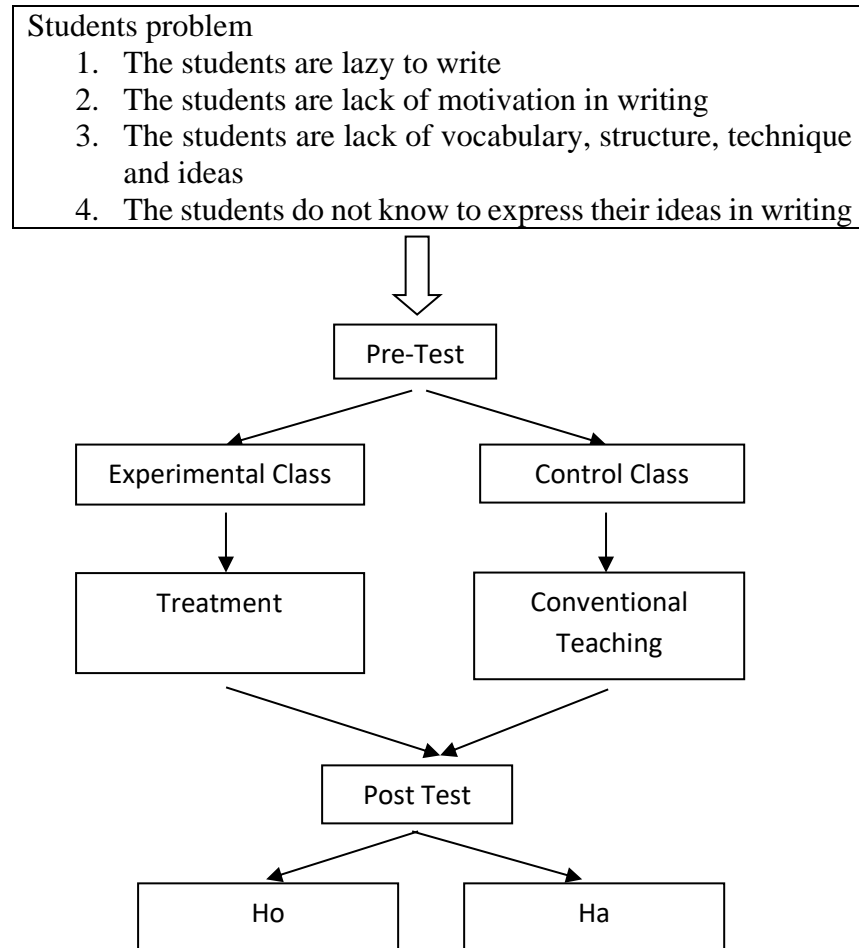 Students problem
1. The students are lazy to write
2. The students are lack of motivation in writing
3. The students are lack of vocabulary, structure, technique
and ideas
4. The students do not know to express their ideas in writing
Pre-Test
Experimental Class
Control Class
Treatment
Conventional
Teaching
Post Test
Ho
Ha